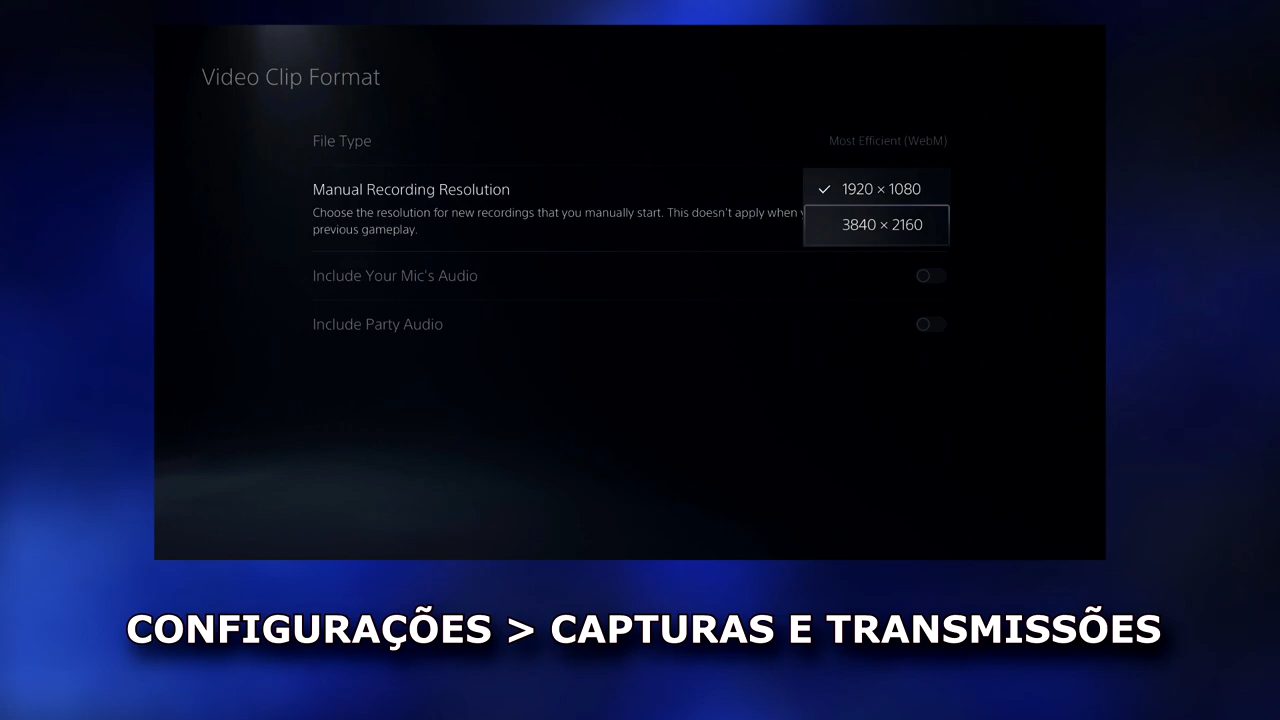 Video Clip Format
File Type
Most Efficient (WebM)
Manual Recording Resolution
1920 × 1080
Choose the resolution for new recordings that you manually start. This doesn't apply when
previous gameplay.
3840 × 2160
Include Your Mic's Audio
Include Party Audio
CONFIGURAÇÕES > CAPTURAS E TRANSMISSÕES